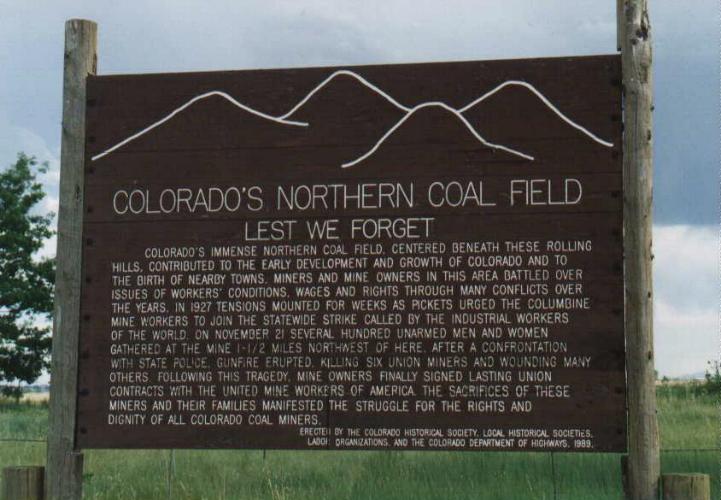 COLORADO'S NORTHERN COAL FIELD
LEST WE FORGET
COLORADO'S IMMENSE NORTHERN COAL FIELD, CENTERED BENEATH THESE ROLLING
HILLS, CONTRIBUTED TO THE EARLY DEVELOPMENT AND GROWTH OF COLORADO AND TO
THE BIRTH OF NEARBY TOWNS. MINERS AND MINE OWNERS IN THIS AREA BATTLED OVER
ISSUES OF WORKERS' CONDITIONS, WAGES AND RIGHTS THROUGH MANY CONFLICTS OVER
THE YEARS. IN 1927 TENSIONS MOUNTED FOR WEEKS AS PICKETS URGED THE COLUMBINE
MINE WORKERS TO JOIN THE STATEWIDE STRIKE CALLED BY THE INDUSTRIAL WORKERS
OF THE WORLD. ON NOVEMBER 21 SEVERAL HUNDRED UNARMED MEN AND WOMEN
GATHERED AT THE MINE 1-1/2 MILES NORTHWEST OF HERE. AFTER A CONFRONTATION
WITH STATE POLICE, GUNFIRE ERUPTED, KILLING SIX UNION MINERS AND WOUNDING MANY
OTHERS. FOLLOWING THIS TRAGEDY, MINE OWNERS FINALLY SIGNED LASTING UNION
CONTRACTS WITH THE UNITED MINE WORKERS OF AMERICA. THE SACRIFICES OF THESE
MINERS AND THEIR FAMILIES MANIFESTED THE STRUGGLE FOR THE RIGHTS AND
DIGNITY OF ALL COLORADO COAL MINERS.
ERECTED BY THE COLORADO HISTORICAL SOCIETY, LOCAL HISTORICAL SOCIETIES,
LABOR ORGANIZATIONS, AND THE COLORADO DEPARTMENT OF HIGHWAYS, 1989.